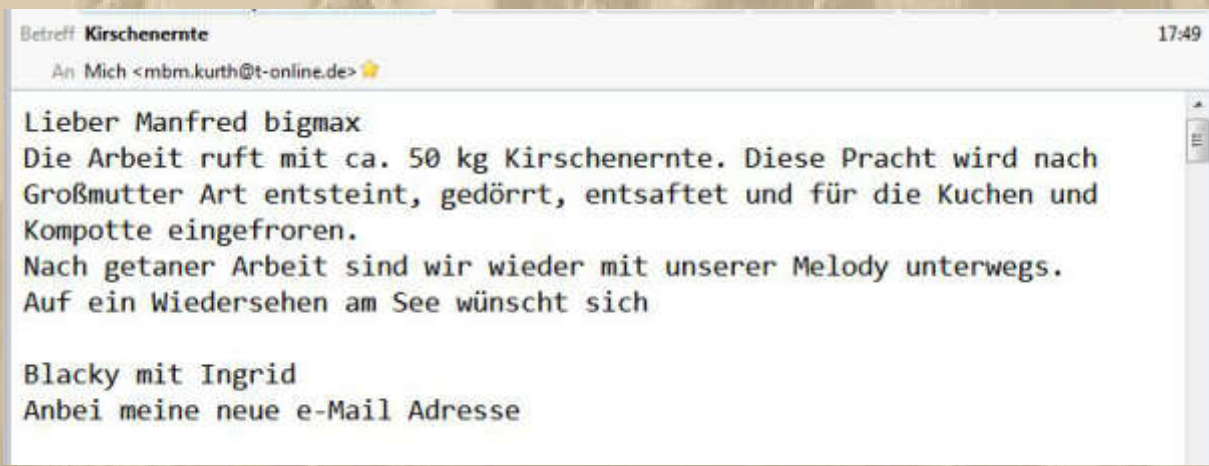 Betreff Kirschenernte 17:49
An Mich <mbm.kurth@t-online.de>
Lieber Manfred bigmax
Die Arbeit ruft mit ca. 50 kg Kirschenernte. Diese Pracht wird nach
Großmutter Art entsteint, gedörrt, entsaftet und für die Kuchen und
Kompotte eingefroren.
Nach getaner Arbeit sind wir wieder mit unserer Melody unterwegs.
Auf ein Wiedersehen am See wünscht sich
Blacky mit Ingrid
Anbei meine neue e-Mail Adresse